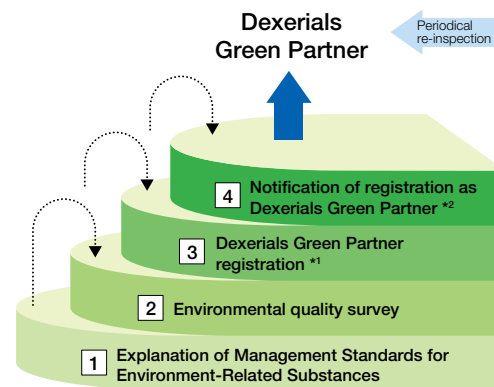 Dexerials
Green Partner
Periodical
re-inspection
4 Notification of registration as
Dexerials Green Partner *2
3 Dexerials Green Partner
registration *1
2 Environmental quality survey
1 Explanation of Management Standards for
Environment-Related Substances